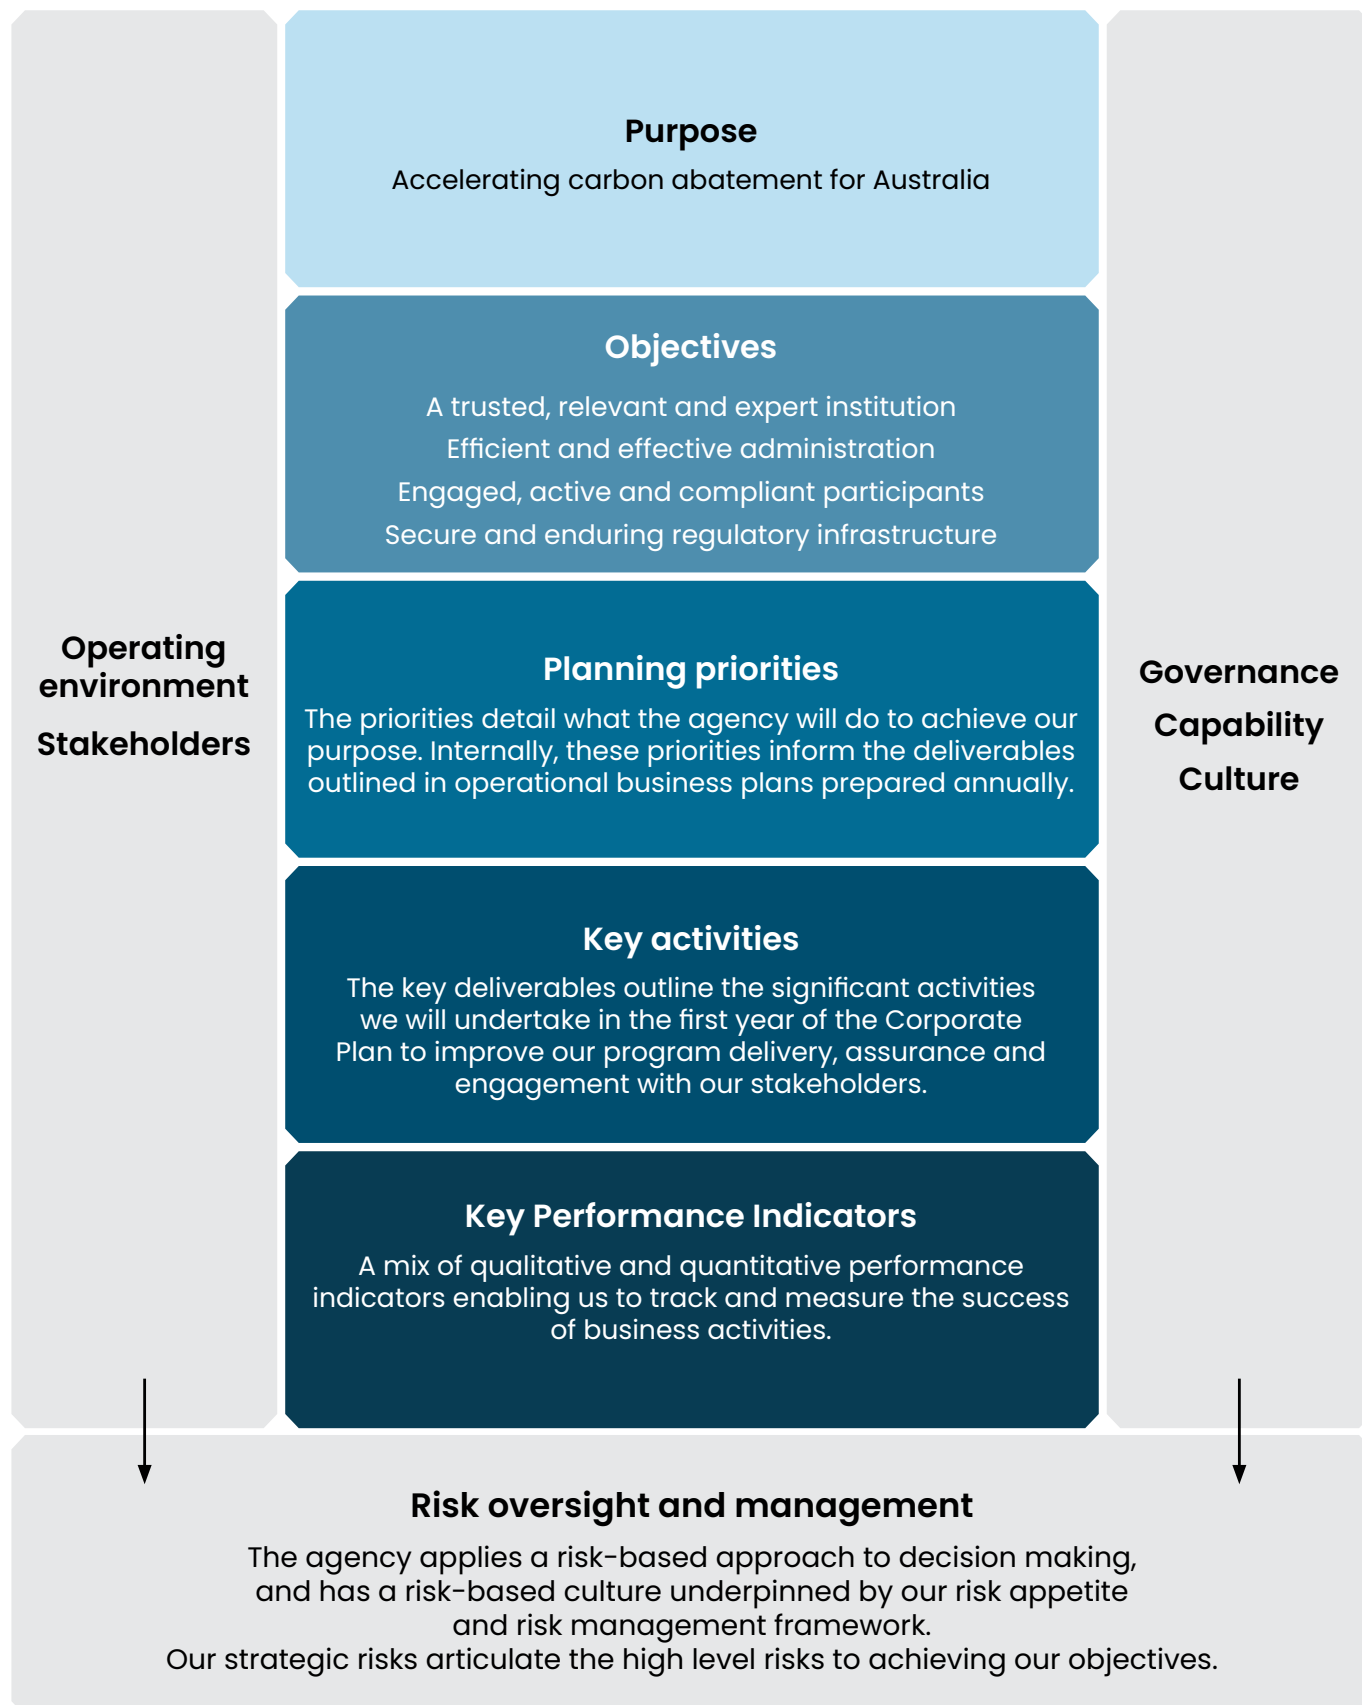 Purpose
Accelerating carbon abatement for Australia
Objectives
A trusted, relevant and expert institution
Efficient and effective administration
Engaged, active and compliant participants
Secure and enduring regulatory infrastructure
Operating
environment
Stakeholders
Planning priorities
The priorities detail what the agency will do to achieve our
purpose. Internally, these priorities inform the deliverables
outlined in operational business plans prepared annually.
Governance
Capability
Culture
Key activities
The key deliverables outline the significant activities
we will undertake in the first year of the Corporate
Plan to improve our program delivery, assurance and
engagement with our stakeholders.
Key Performance Indicators
A mix of qualitative and quantitative performance
indicators enabling us to track and measure the success
of business activities.
Risk oversight and management
The agency applies a risk-based approach to decision making,
and has a risk-based culture underpinned by our risk appetite
and risk management framework.
Our strategic risks articulate the high level risks to achieving our objectives.